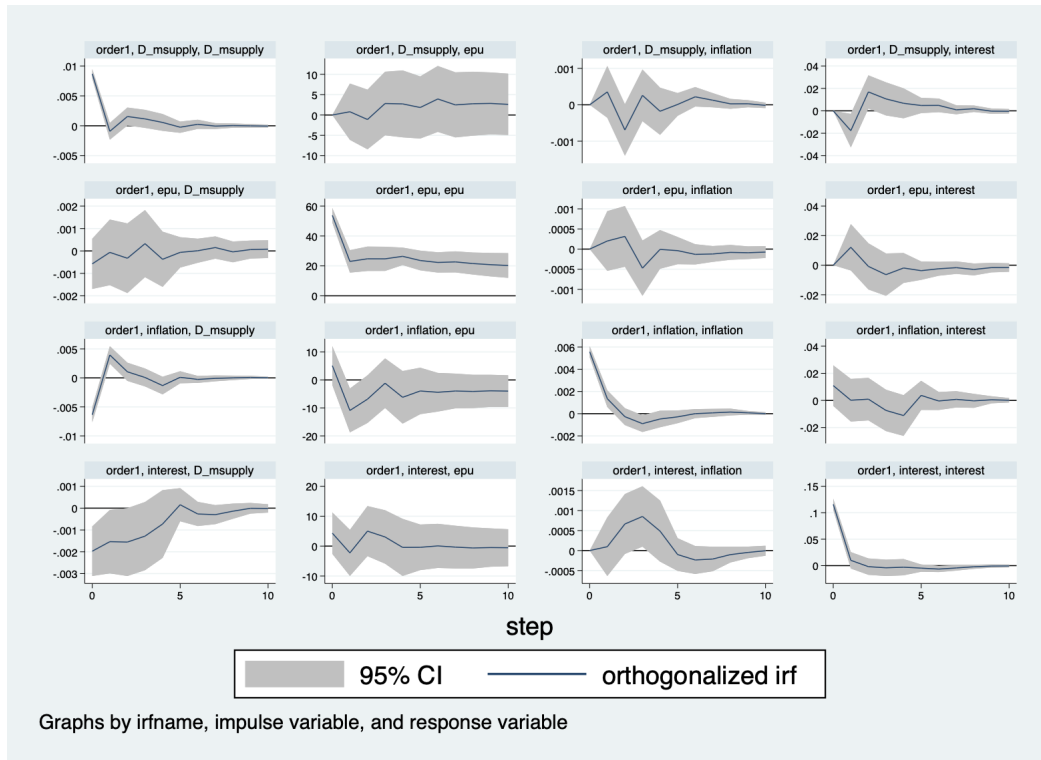 order1, D_msupply, D_msupply
order1, D_msupply, epu
order1, D_msupply, inflation
order1, D_msupply, interest
.01
.005
0
-.005
10
5
0
-5
-10
.001
0
-.001
.04
.02
0
-.02
-.04
order1, epu, D_msupply
order1, epu, epu
order1, epu, inflation
order1, epu, interest
.002
.001
0
-.001
-.002
60
40
20
0
.001
.0005
0
-.0005
-.001
.04
.02
0
-.02
order1, inflation, D_msupply
order1, inflation, epu
order1, inflation, inflation
order1, inflation, interest
.005
0
-.005
-.01
10
0
-10
-20
.006
.004
.002
0
-.002
.04
.02
0
-.02
order1, interest, D_msupply
order1, interest, epu
order1, interest, inflation
order1, interest, interest
.001
0
-.001
-.002
-.003
20
10
0
-10
.0015
.001
.0005
0
-.0005
.15
.1
.05
0
0 5 10
0 5 10
0 5 10
0 5 10
step
95% CI
orthogonalized irf
Graphs by irfname, impulse variable, and response variable